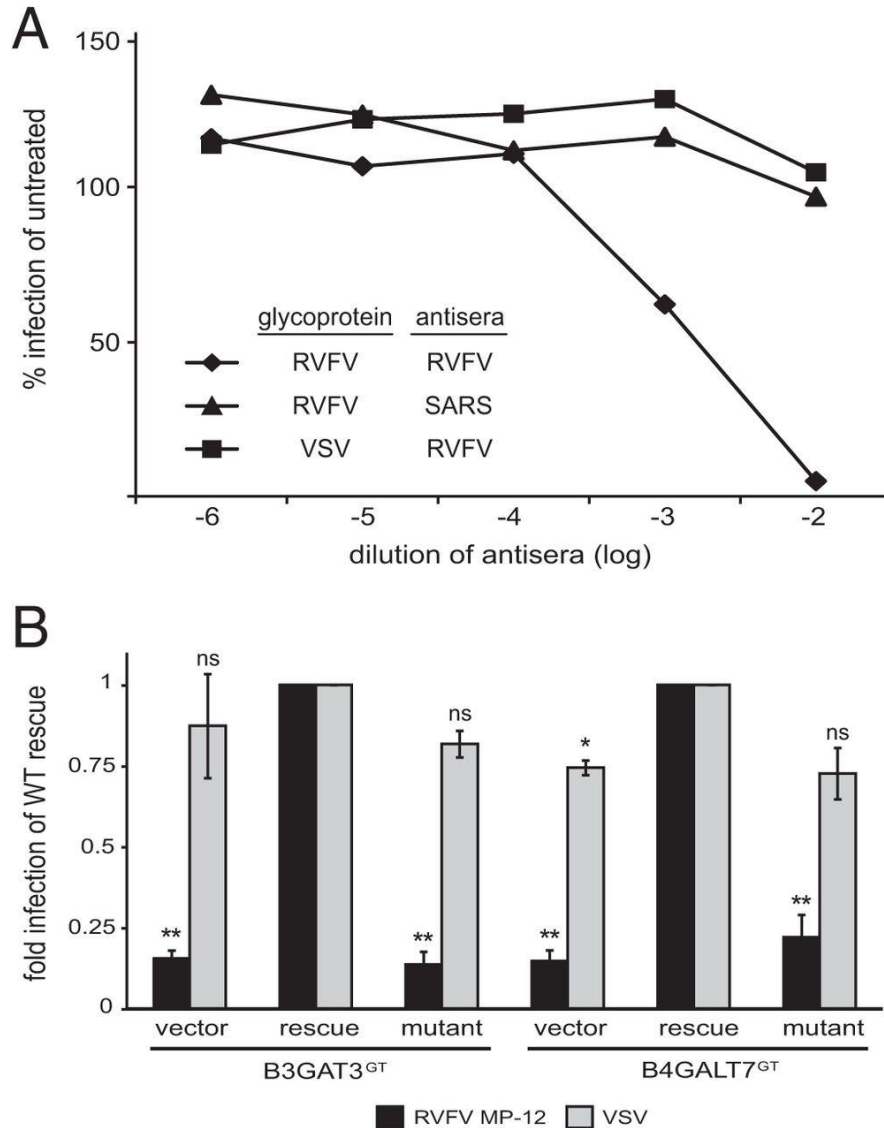 A
150
100
50
% infection of untreated
glycoprotein antisera
RVFV RVFV
RVFV SARS
VSV RVFV
-6 -5 -4 -3 -2
dilution of antisera (log)
B
fold infection of WT rescue
1
0.75
0.5
0.25
0
** ns ** ns ** * ** ns
vector rescue mutant vector rescue mutant
B3GAT3GT B4GALT7GT
RVFV MP-12 VSV